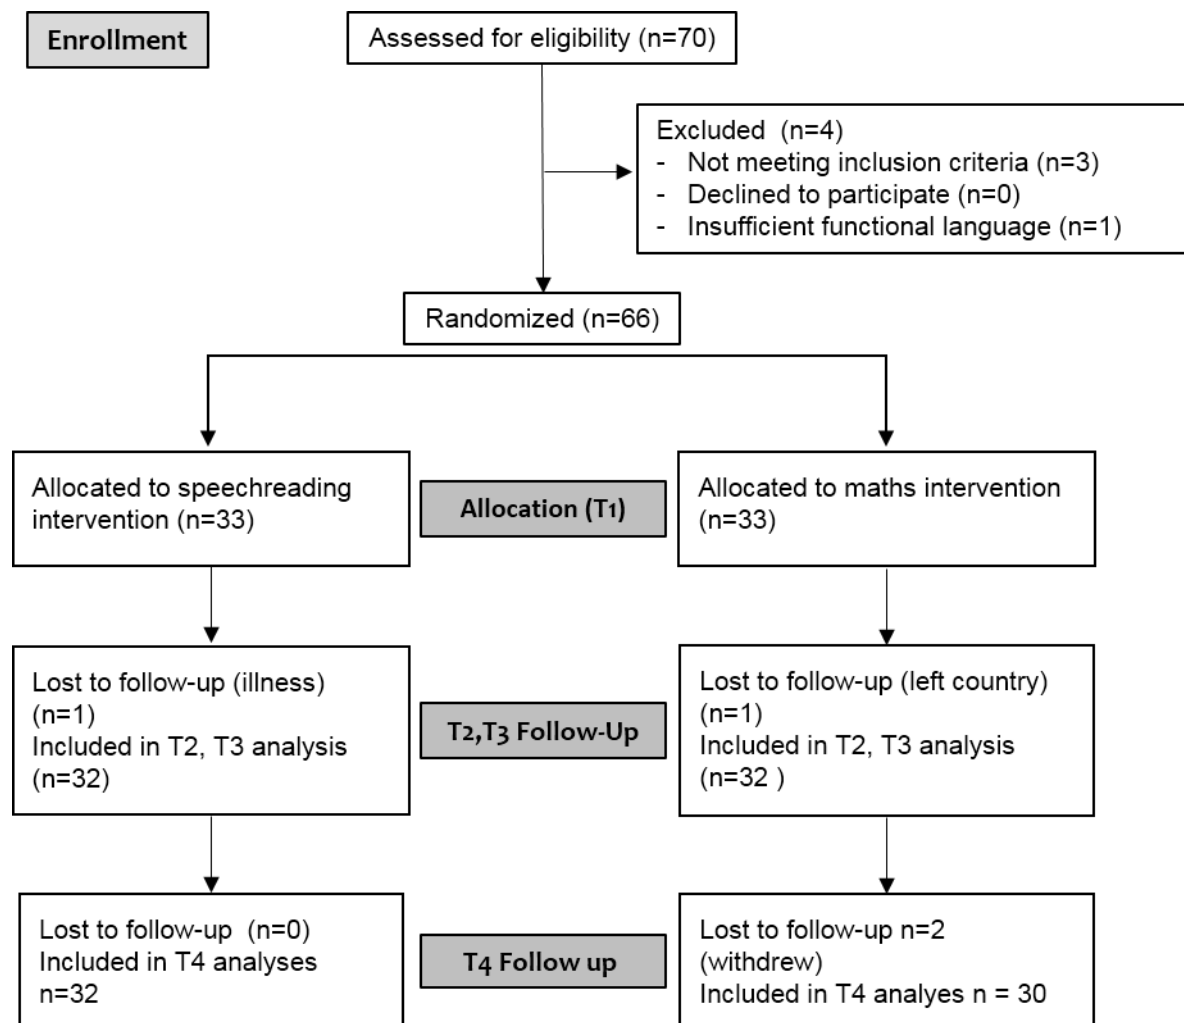 Enrollment
Assessed for eligibility (n=70)
Excluded (n=4)
- Not meeting inclusion criteria (n=3)
- Declined to participate (n=0)
- Insufficient functional language (n=1)
Randomized (n=66)
Allocated to speechreading
intervention (n=33)
Allocation (T1)
Allocated to maths intervention
(n=33)
Lost to follow-up (illness)
(n=1)
Included in T2, T3 analysis
(n=32)
T2,T3 Follow-Up
Lost to follow-up (left country)
(n=1)
Included in T2, T3 analysis
(n=32 )
Lost to follow-up (n=0)
Included in T4 analyses
n=32
T4 Follow up
Lost to follow-up n=2
(withdrew)
Included in T4 analyes n = 30